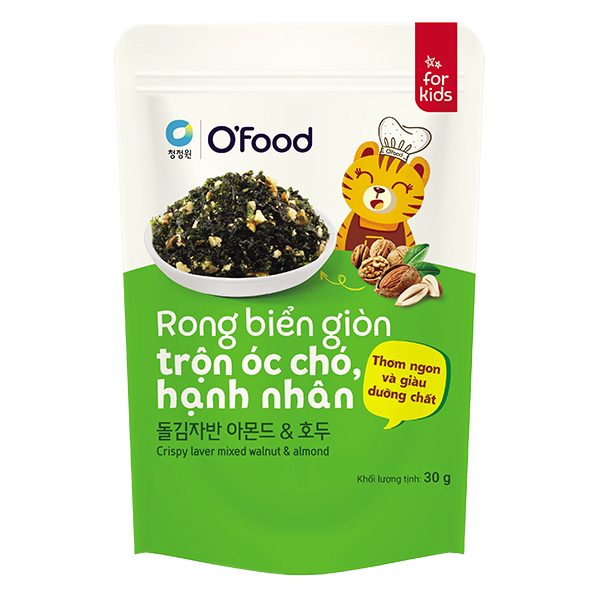 for
kids
청정원
O'Food
O'Food
Rong biển giòn
trộn óc chó,
hạnh nhân
Thơm ngon
và giàu
dưỡng chất
돌김자반 아몬드 & 호두
Crispy laver mixed walnut & almond
Khối lượng tịnh: 30 g